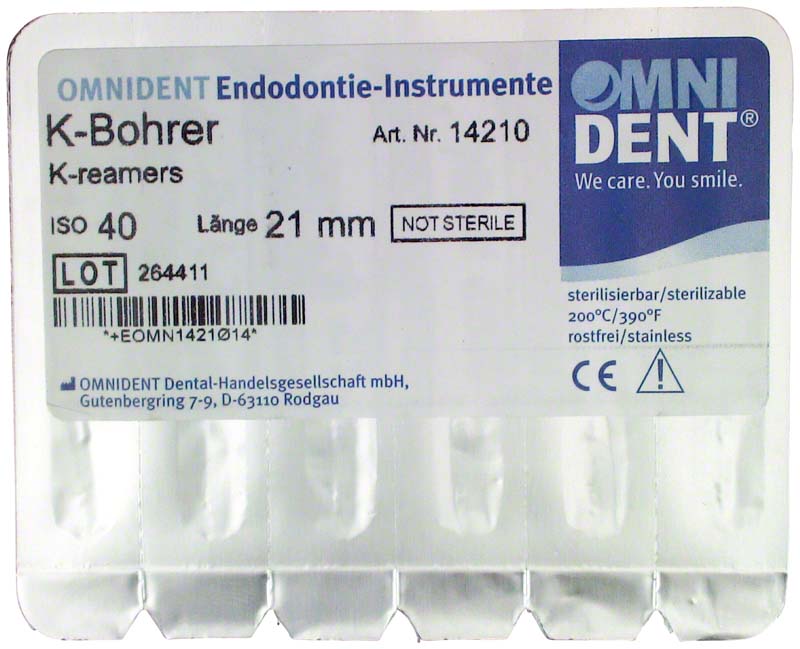 OMNIDENT Endodontie-Instrumente
K-Bohrer
Art. Nr. 14210
K-reamers
ISO 40 Länge 21 mm NOT STERILE
LOT 264411
*+EOMN1421Ø14*
OMNIDENT Dental-Handelsgesellschaft mbH,
Gutenbergring 7-9, D-63110 Rodgau
OMNI
DENT®
We care. You smile.
sterilisierbar/sterilizable
200°C/390°F
rostfrei/stainless
CE